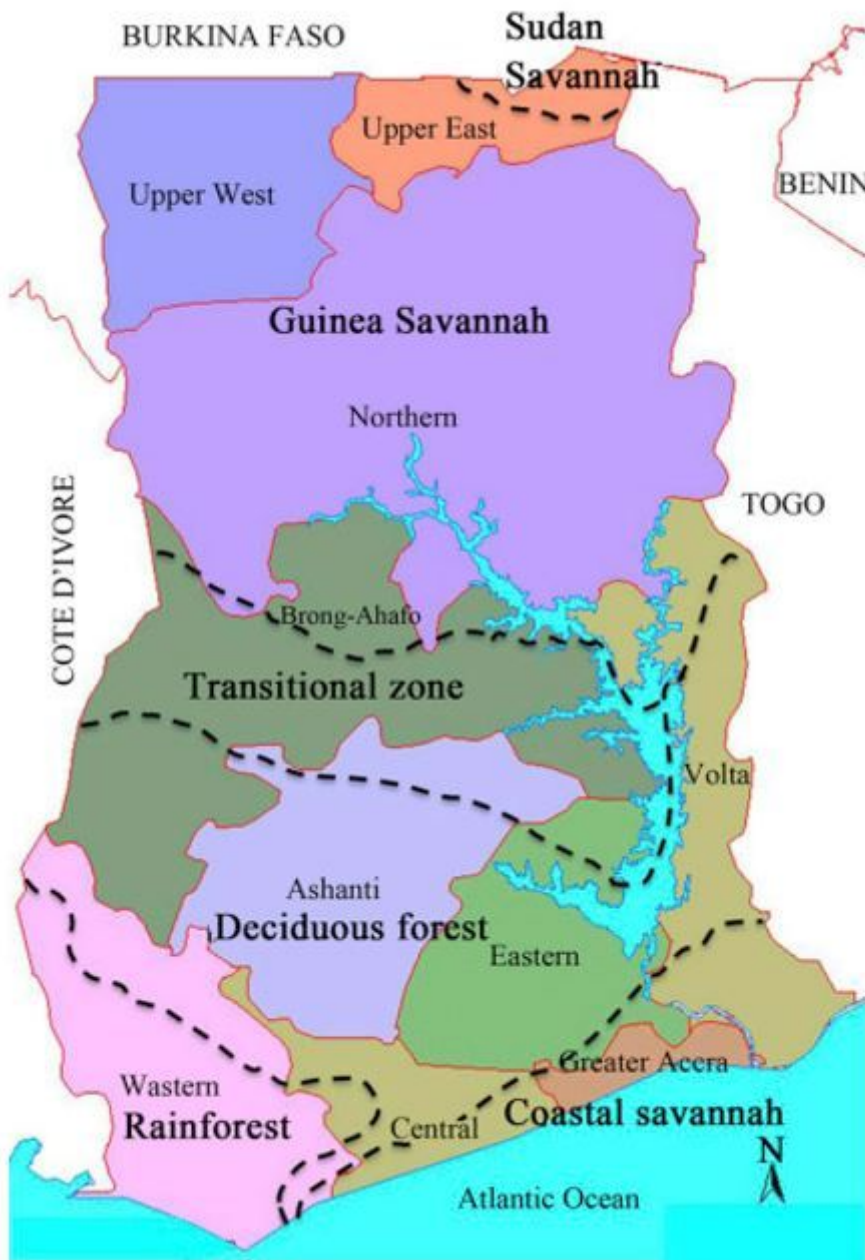 BURKINA FASO
Sudan
Savannah
Upper East
Upper West
BENIN
Guinea Savannah
Northern
TOGO
COTE D'IVORE
Brong-Ahafo
Transitional zone
Volta
Ashanti
Deciduous forest
Eastern
Greater Accra
Wastern
Rainforest
Central
Coastal savannah
N
Atlantic Ocean